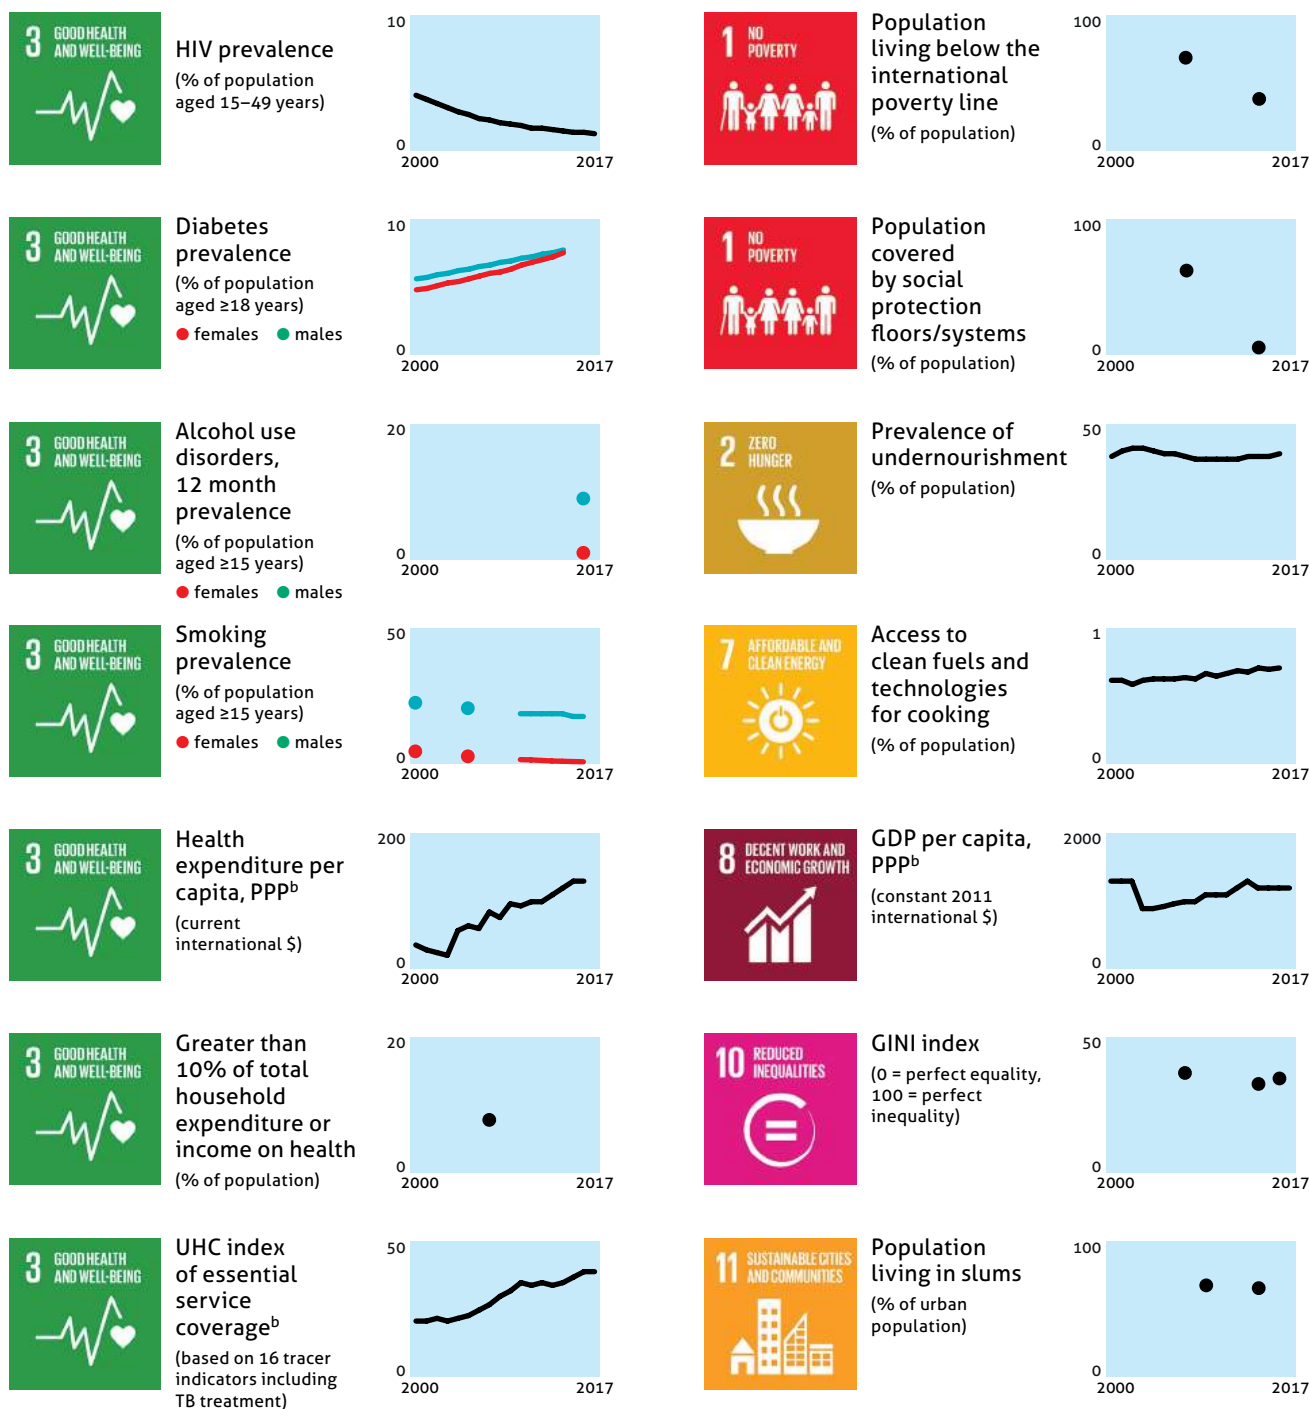 3 GOOD HEALTH
AND WELL-BEING
HIV prevalence
(% of population
aged 15–49 years)
10
0
2000 2017
3 GOOD HEALTH
AND WELL-BEING
Diabetes
prevalence
(% of population
aged ≥18 years)
● females ● males
10
0
2000 2017
3 GOOD HEALTH
AND WELL-BEING
Alcohol use
disorders,
12 month
prevalence
(% of population
aged ≥15 years)
● females ● males
20
0
2000 2017
3 GOOD HEALTH
AND WELL-BEING
Smoking
prevalence
(% of population
aged ≥15 years)
● females ● males
50
0
2000 2017
3 GOOD HEALTH
AND WELL-BEING
Health
expenditure per
capita, PPPᵇ
(current
international $)
200
0
2000 2017
3 GOOD HEALTH
AND WELL-BEING
Greater than
10% of total
household
expenditure or
income on health
(% of population)
20
0
2000 2017
3 GOOD HEALTH
AND WELL-BEING
UHC index
of essential
service
coverageᵇ
(based on 16 tracer
indicators including
TB treatment)
50
0
2000 2017
1 NO
POVERTY
Population
living below the
international
poverty line
(% of population)
100
0
2000 2017
1 NO
POVERTY
Population
covered
by social
protection
floors/systems
(% of population)
100
0
2000 2017
2 ZERO
HUNGER
Prevalence of
undernourishment
(% of population)
50
0
2000 2017
7 AFFORDABLE AND
CLEAN ENERGY
Access to
clean fuels and
technologies
for cooking
(% of population)
1
0
2000 2017
8 DECENT WORK AND
ECONOMIC GROWTH
GDP per capita,
PPPᵇ
(constant 2011
international $)
2000
0
2000 2017
10 REDUCED
INEQUALITIES
GINI index
(0 = perfect equality,
100 = perfect
inequality)
50
0
2000 2017
11 SUSTAINABLE CITIES
AND COMMUNITIES
Population
living in slums
(% of urban
population)
100
0
2000 2017